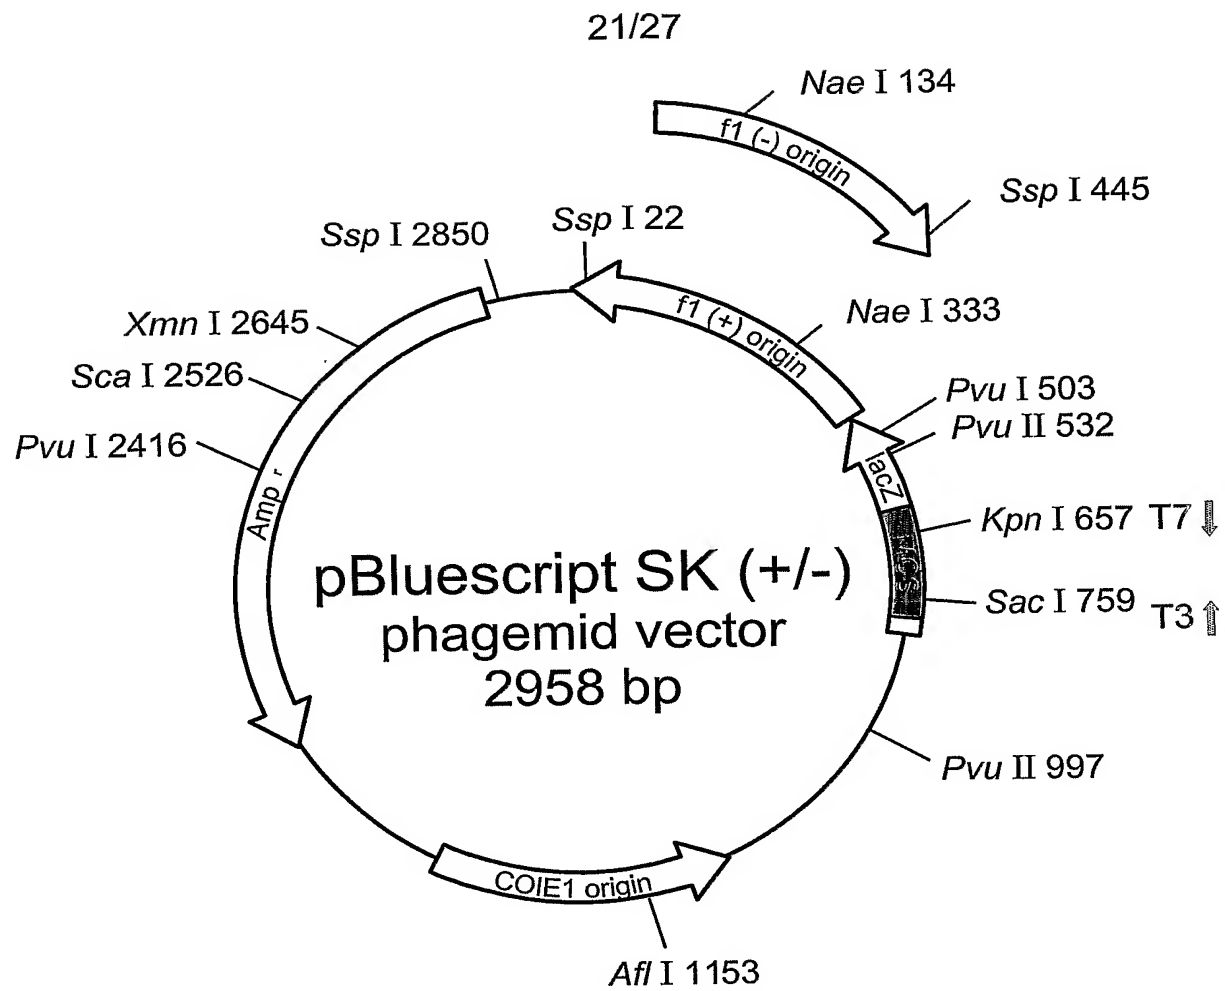 21/27
Nae I 134
f1 (-) origin
Ssp I 445
Ssp I 22
Ssp I 2850
f1 (+) origin
Nae I 333
Xmn I 2645
Sca I 2526
Pvu I 503
Pvu II 532
Pvu I 2416
lacZ
Amp r
Kpn I 657 T7
MCS
pBluescript SK (+/-)
Sac I 759
T3
phagemid vector
2958 bp
Pvu II 997
COIE1 origin
Afl I 1153